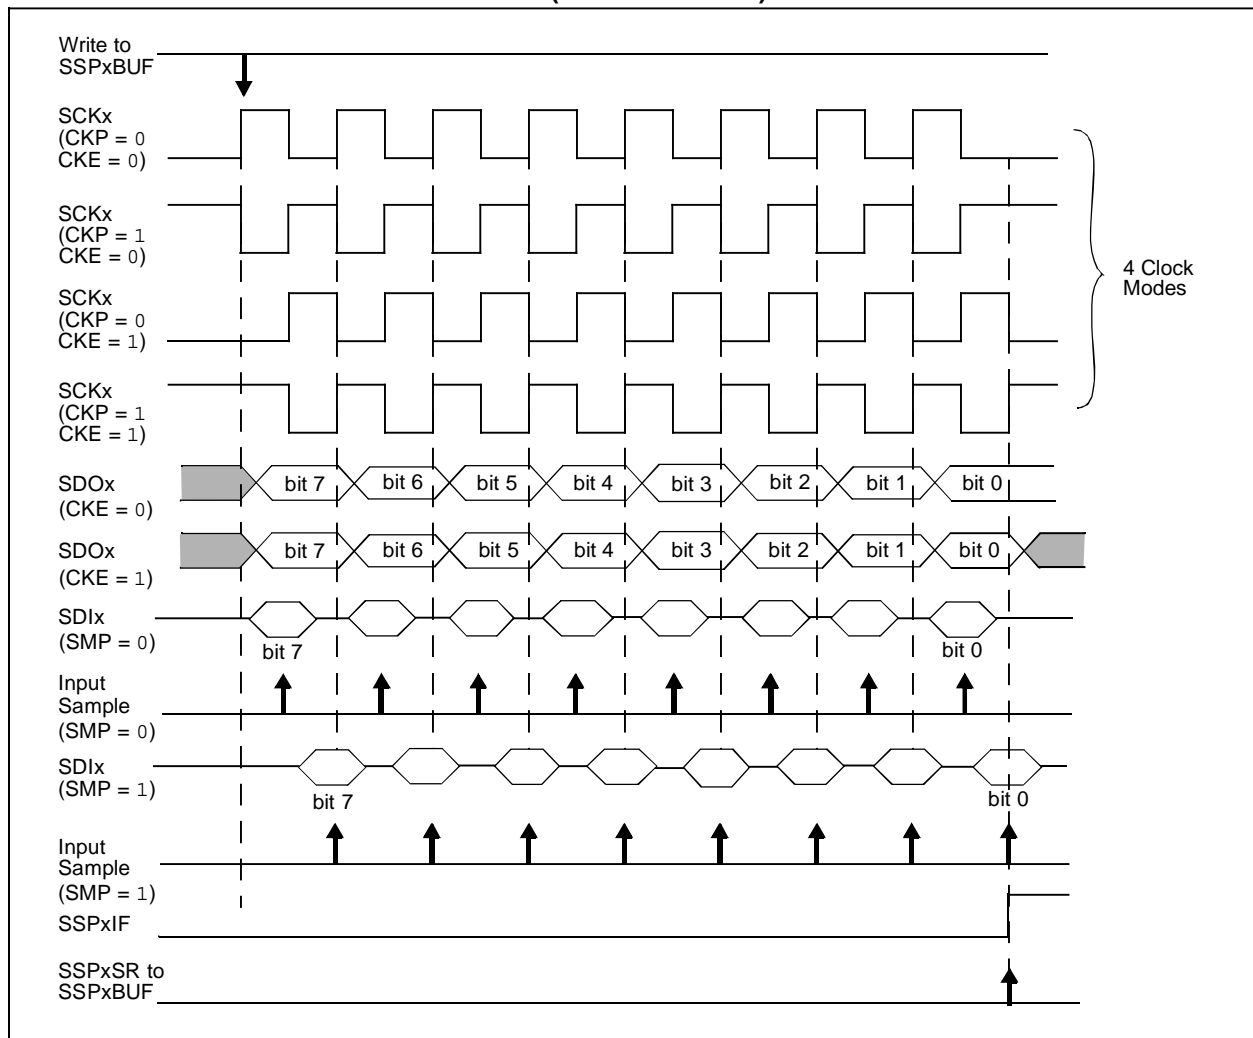 Write to
SSPxBUF
SCKx
(CKP = 0
CKE = 0)
SCKx
(CKP = 1
CKE = 0)
4 Clock
Modes
SCKx
(CKP = 0
CKE = 1)
SCKx
(CKP = 1
CKE = 1)
SDOx
(CKE = 0)
bit 7 bit 6 bit 5 bit 4 bit 3 bit 2 bit 1 bit 0
SDOx
(CKE = 1)
bit 7 bit 6 bit 5 bit 4 bit 3 bit 2 bit 1 bit 0
SDIx
(SMP = 0)
bit 7 bit 0
Input
Sample
(SMP = 0)
SDIx
(SMP = 1)
bit 7 bit 0
Input
Sample
(SMP = 1)
SSPxIF
SSPxSR to
SSPxBUF